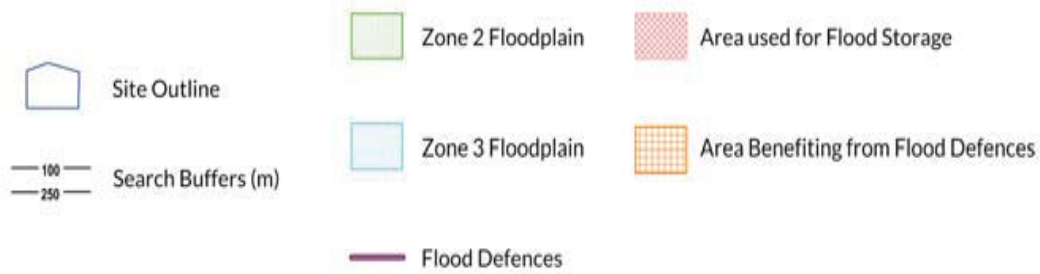 Site Outline
100
250
Search Buffers (m)
Zone 2 Floodplain
Zone 3 Floodplain
Flood Defences
Area used for Flood Storage
Area Benefiting from Flood Defences